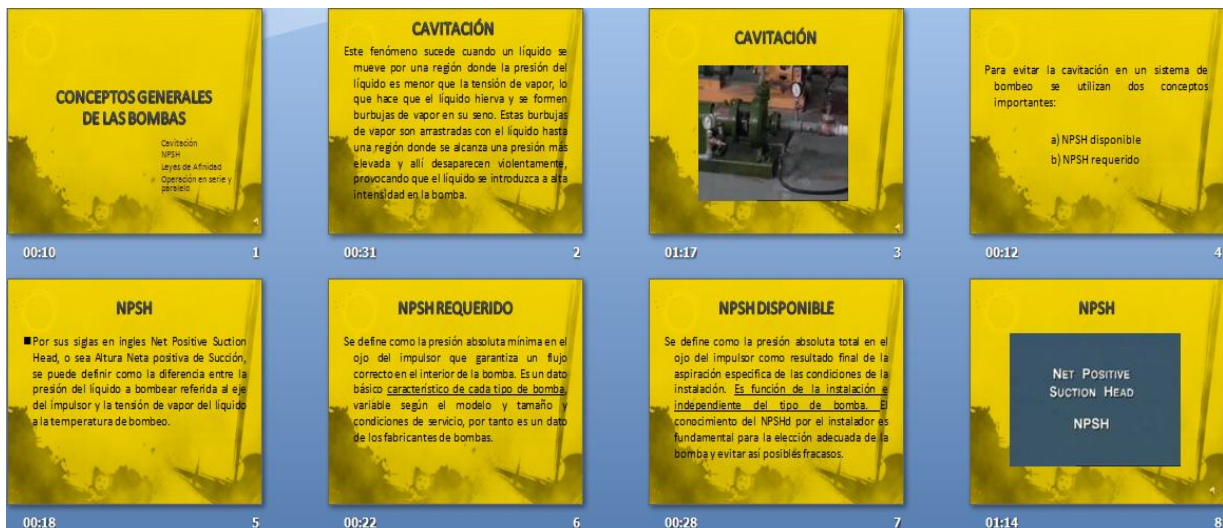 CONCEPTOS GENERALES
DE LAS BOMBAS
Cavitación
NPSH
Leyes de Afinidad
Operación en serie y
paralelo
00:10
1
CAVITACIÓN
Este fenómeno sucede cuando un líquido se
mueve por una región donde la presión del
líquido es menor que la tensión de vapor, lo
que hace que el líquido hierva y se formen
burbujas de vapor en su seno. Estas burbujas
de vapor son arrastradas con el líquido hasta
una región donde se alcanza una presión más
elevada y allí desaparecen violentamente,
provocando que el líquido se introduzca a alta
intensidad en la bomba.
00:31
2
CAVITACIÓN
01:17
3
Para evitar la cavitación en un sistema de
bombeo se utilizan dos conceptos
importantes:
a) NPSH disponible
b) NPSH requerido
00:12
4
NPSH
Por sus siglas en ingles Net Positive Suction
Head, o sea Altura Neta positiva de Succión,
se puede definir como la diferencia entre la
presión del líquido a bombear referida al eje
del impulsor y la tensión de vapor del líquido
a la temperatura de bombeo.
00:18
5
NPSH REQUERIDO
Se define como la presión absoluta mínima en el
ojo del impulsor que garantiza un flujo
correcto en el interior de la bomba. Es un dato
básico característico de cada tipo de bomba,
variable según el modelo y tamaño y
condiciones de servicio, por tanto es un dato
de los fabricantes de bombas.
00:22
6
NPSH DISPONIBLE
Se define como la presión absoluta total en el
ojo del impulsor como resultado final de la
aspiración especifica de las condiciones de la
instalación. Es función de la instalación e
independiente del tipo de bomba. El
conocimiento del NPSHd por el instalador es
fundamental para la elección adecuada de la
bomba y evitar así posibles fracasos.
00:28
7
NPSH
NET POSITIVE
SUCTION HEAD
NPSH
01:14
8